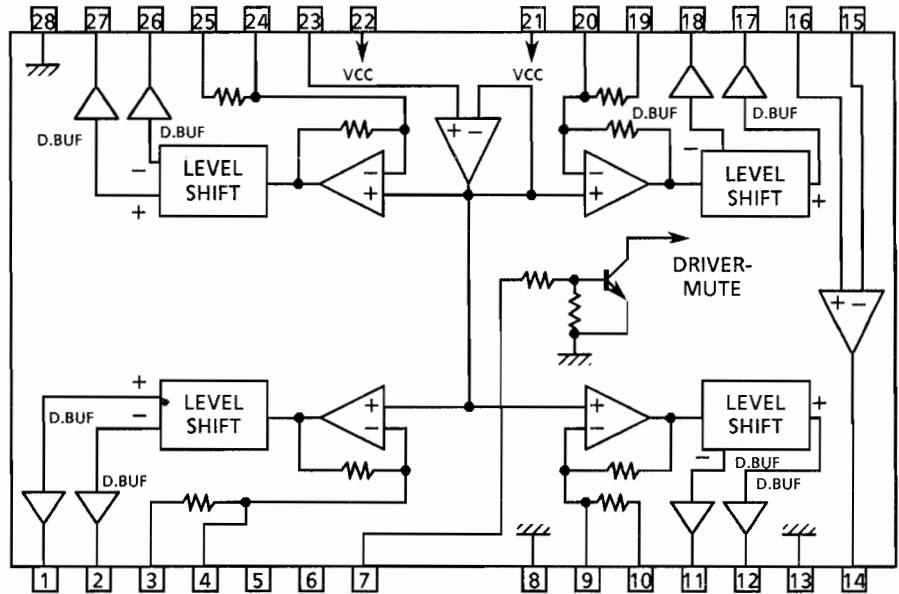 28 27 26 25 24 23 22 21 20 19 18 17 16 15
VCC VCC
D.BUF D.BUF D.BUF D.BUF
+ −
− LEVEL SHIFT +
− +
− +
− LEVEL SHIFT +
DRIVER-
MUTE
+ −
+ LEVEL SHIFT −
+ −
+ −
LEVEL SHIFT +
−
D.BUF D.BUF D.BUF D.BUF
1 2 3 4 5 6 7 8 9 10 11 12 13 14